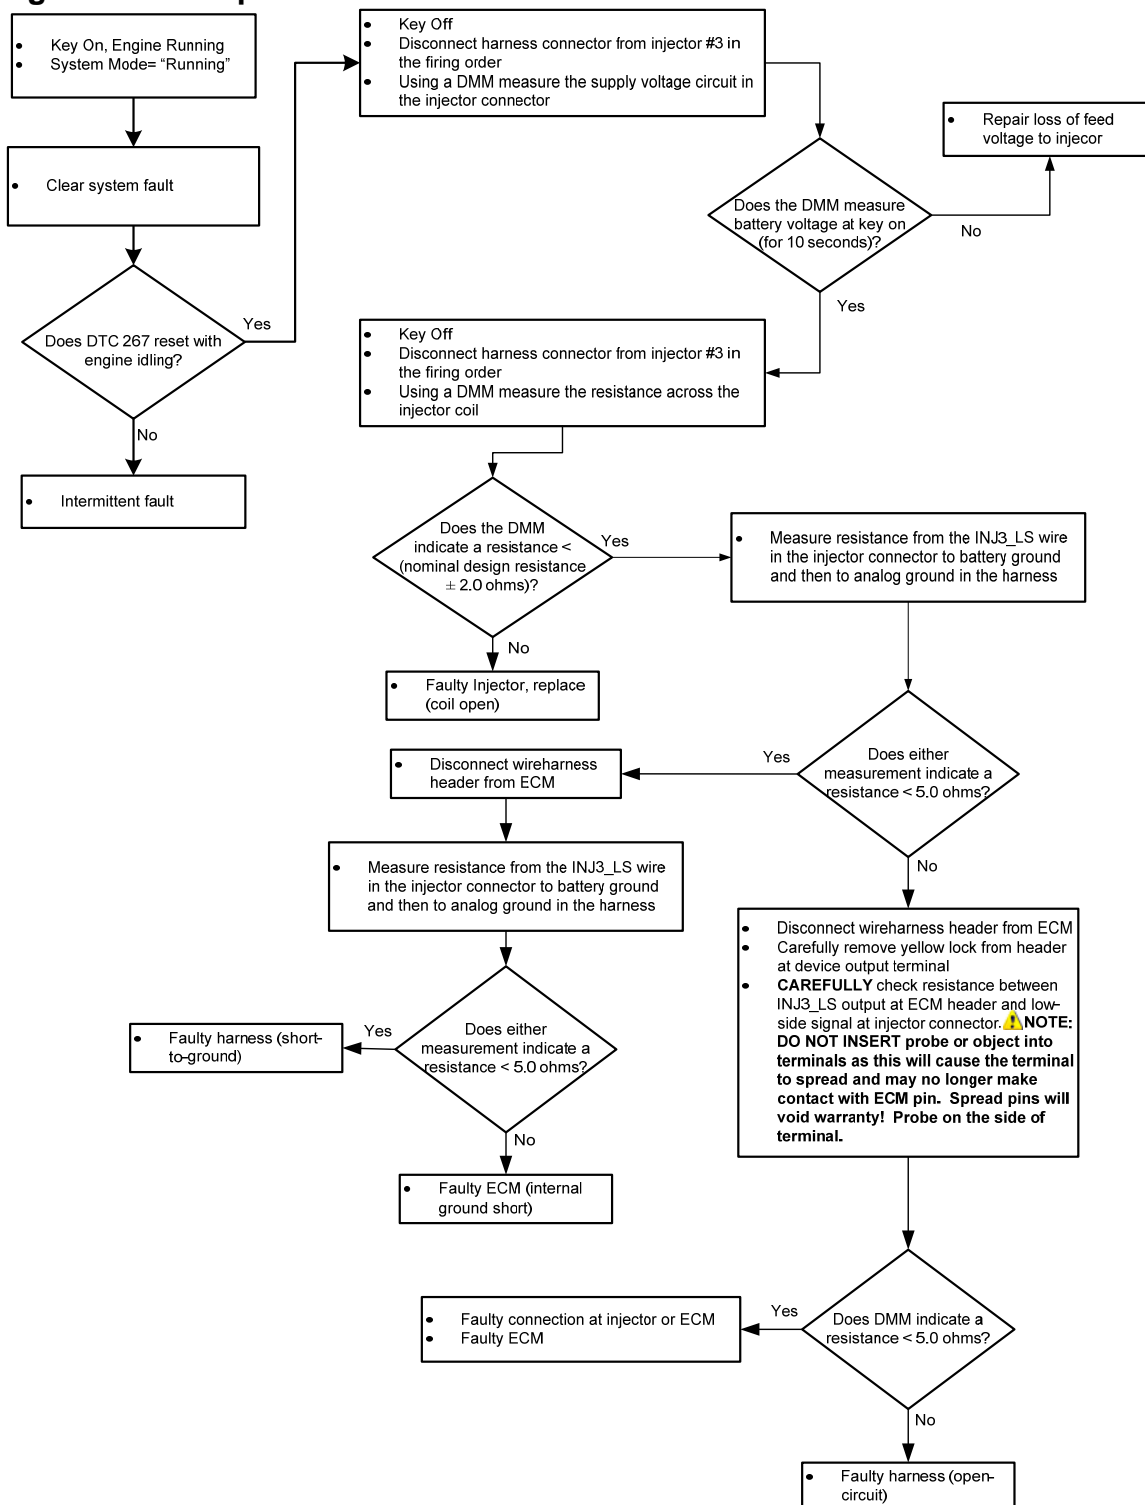 • Key On, Engine Running
• System Mode= “Running”
• Clear system fault
Does DTC 267 reset with
engine idling?
Yes
No
• Intermittent fault
• Key Off
• Disconnect harness connector from injector #3 in
the firing order
• Using a DMM measure the supply voltage circuit in
the injector connector
Does the DMM measure
battery voltage at key on
(for 10 seconds)?
No
• Repair loss of feed
voltage to injecor
Yes
• Key Off
• Disconnect harness connector from injector #3 in
the firing order
• Using a DMM measure the resistance across the
injector coil
Does the DMM
indicate a resistance <
(nominal design resistance
± 2.0 ohms)?
Yes
No
• Faulty Injector, replace
(coil open)
• Measure resistance from the INJ3_LS wire
in the injector connector to battery ground
and then to analog ground in the harness
Does either
measurement indicate a
resistance < 5.0 ohms?
Yes
• Disconnect wireharness
header from ECM
• Measure resistance from the INJ3_LS wire
in the injector connector to battery ground
and then to analog ground in the harness
Does either
measurement indicate a
resistance < 5.0 ohms?
Yes
• Faulty harness (short-
to-ground)
No
• Faulty ECM (internal
ground short)
No
• Disconnect wireharness header from ECM
• Carefully remove yellow lock from header
at device output terminal
• CAREFULLY check resistance between
INJ3_LS output at ECM header and low-
side signal at injector connector. NOTE:
DO NOT INSERT probe or object into
terminals as this will cause the terminal
to spread and may no longer make
contact with ECM pin. Spread pins will
void warranty! Probe on the side of
terminal.
Does DMM indicate a
resistance < 5.0 ohms?
Yes
• Faulty connection at injector or ECM
• Faulty ECM
No
• Faulty harness (open-
circuit)